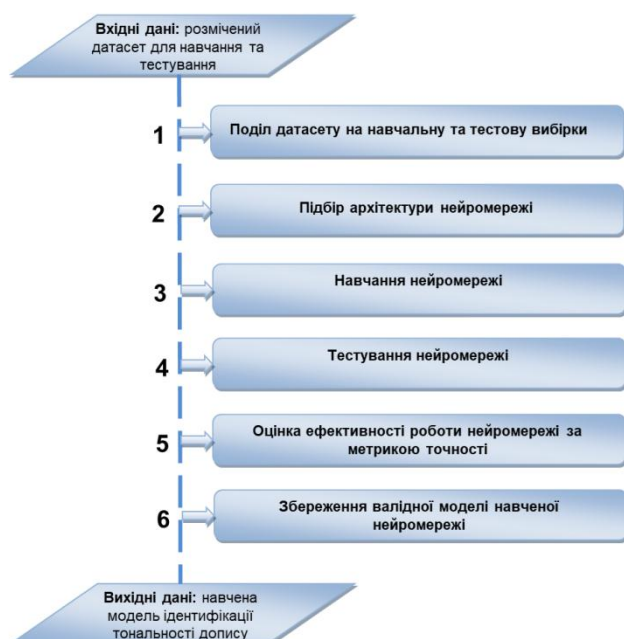 Вхідні дані: розмічений
датасет для навчання та
тестування
1
Поділ датасету на навчальну та тестову вибірки
2
Підбір архітектури нейромережі
3
Навчання нейромережі
4
Тестування нейромережі
5
Оцінка ефективності роботи нейромережі за
метрикою точності
6
Збереження валідної моделі навченої
нейромережі
Вихідні дані: навчена
модель ідентифікації
тональності допису